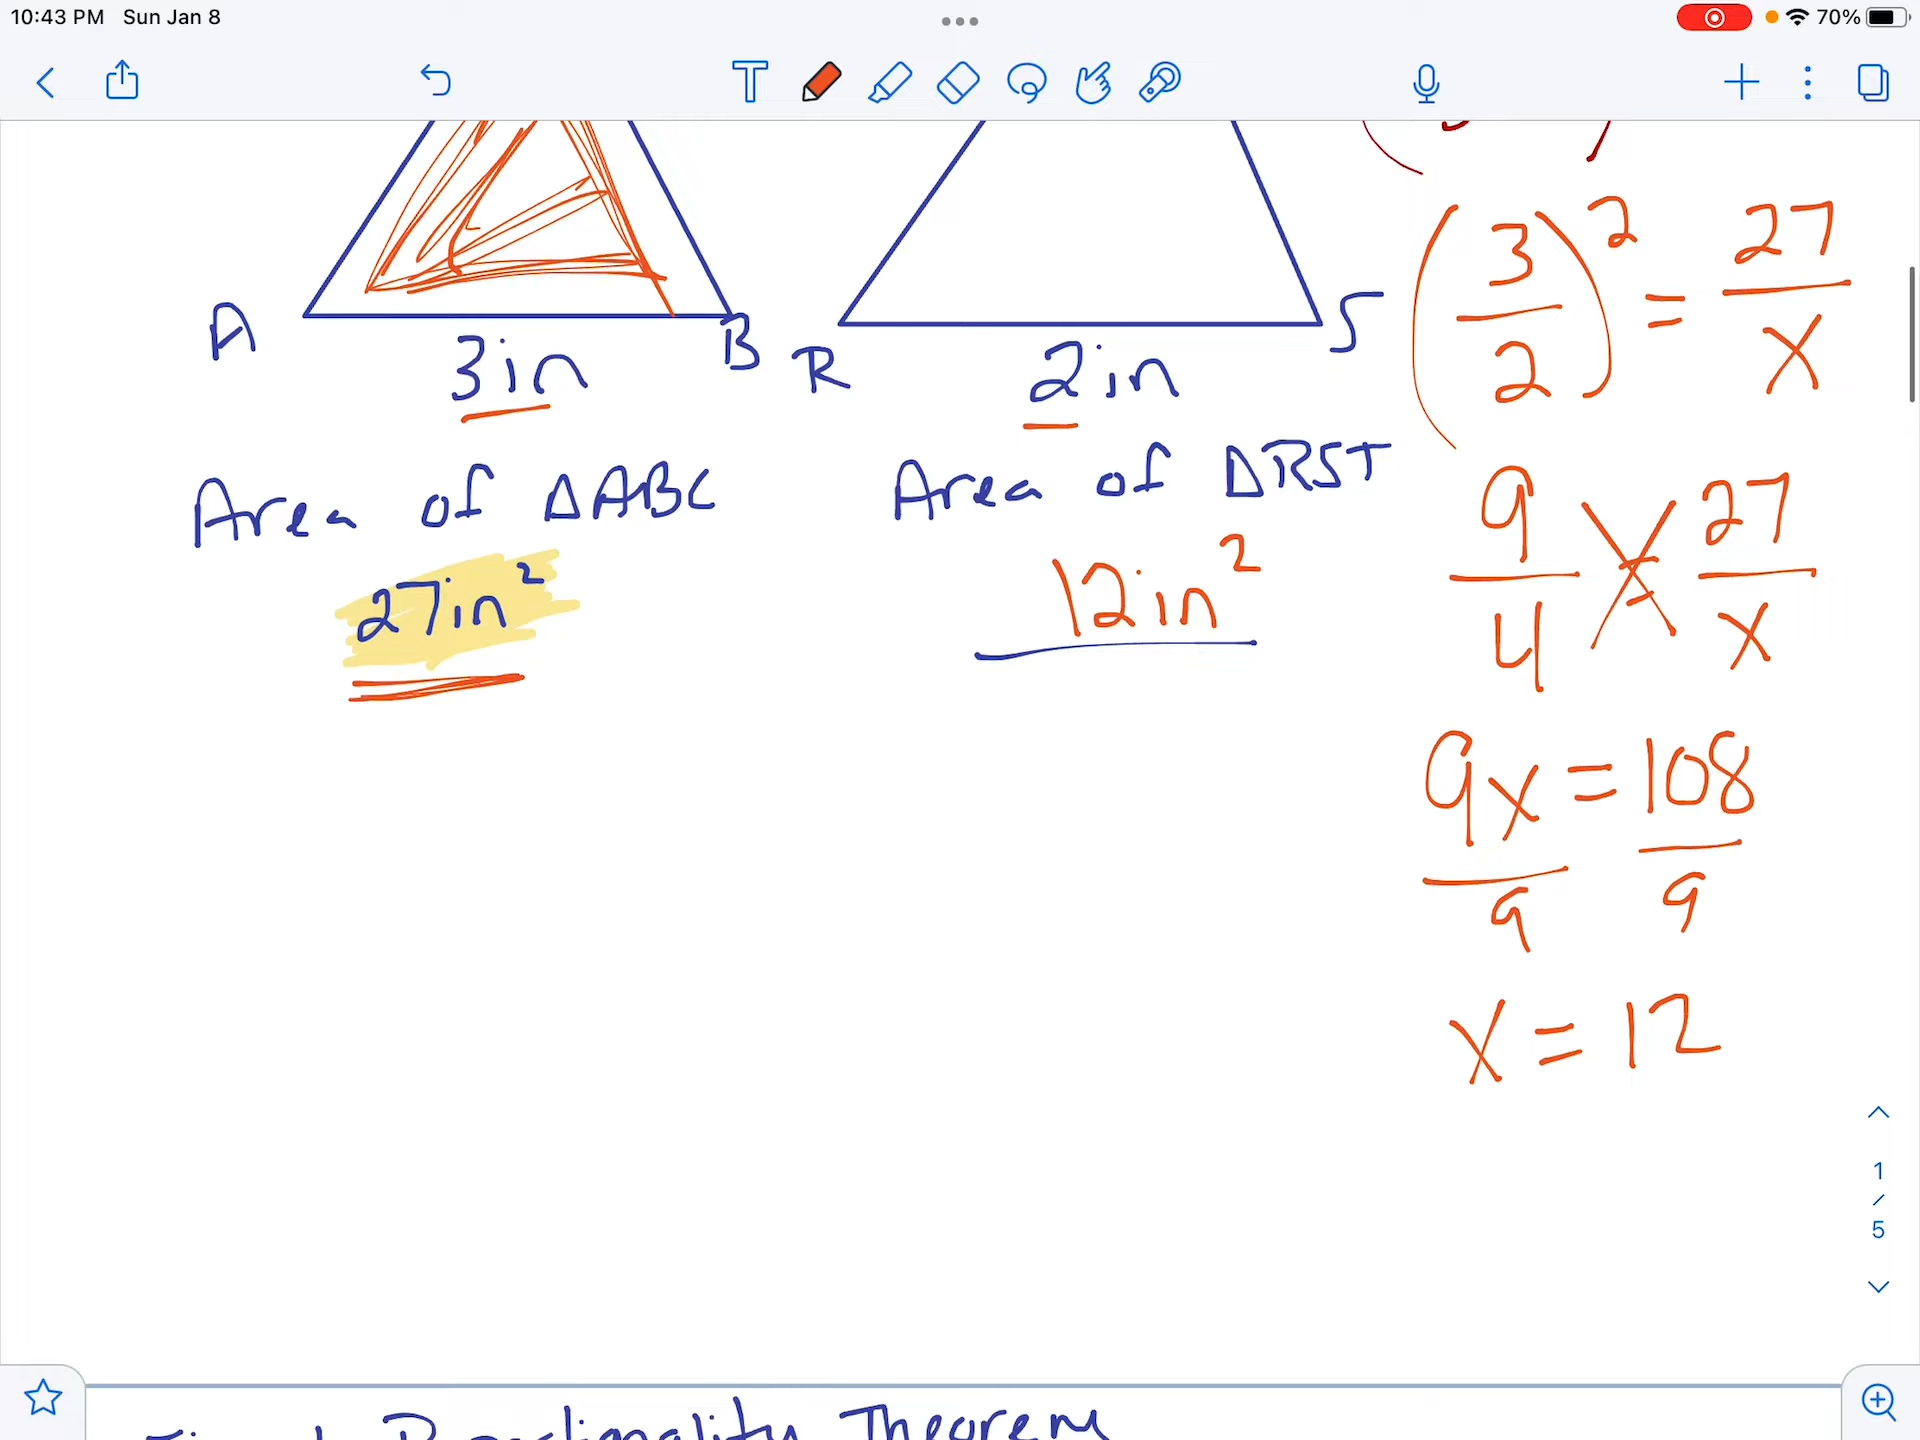 10:43 PM Sun Jan 8
70%
T
A
B
R
S
3in
2in
Area of ΔABC
27in²
Area of ΔRST
12in²
(3/2)² = 27/x
9/4 = 27/x
9x/9 = 108/9
x = 12
1
/
5
Theorem